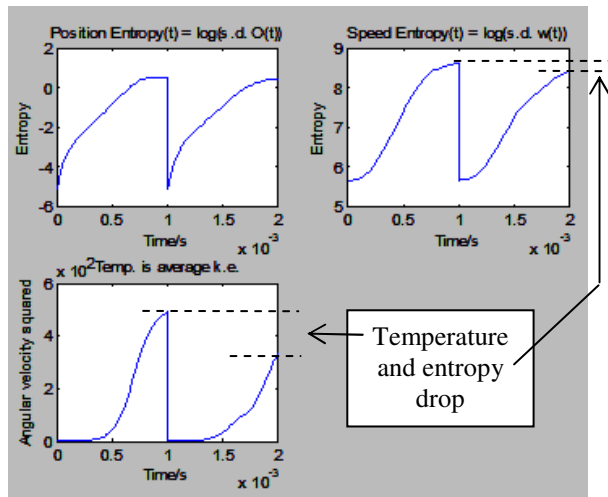 Position Entropy(t) = log(s.d. O(t))
2
0
-2
-4
-6
Entropy
0 0.5 1 1.5 2
Time/s
x 10^-3
Speed Entropy(t) = log(s.d. w(t))
9
8
7
6
5
Entropy
0 0.5 1 1.5 2
Time/s
x 10^-3
x 10^2 Temp. is average k.e.
6
4
2
0
Angular velocity squared
0 0.5 1 1.5 2
Time/s
x 10^-3
Temperature
and entropy
drop